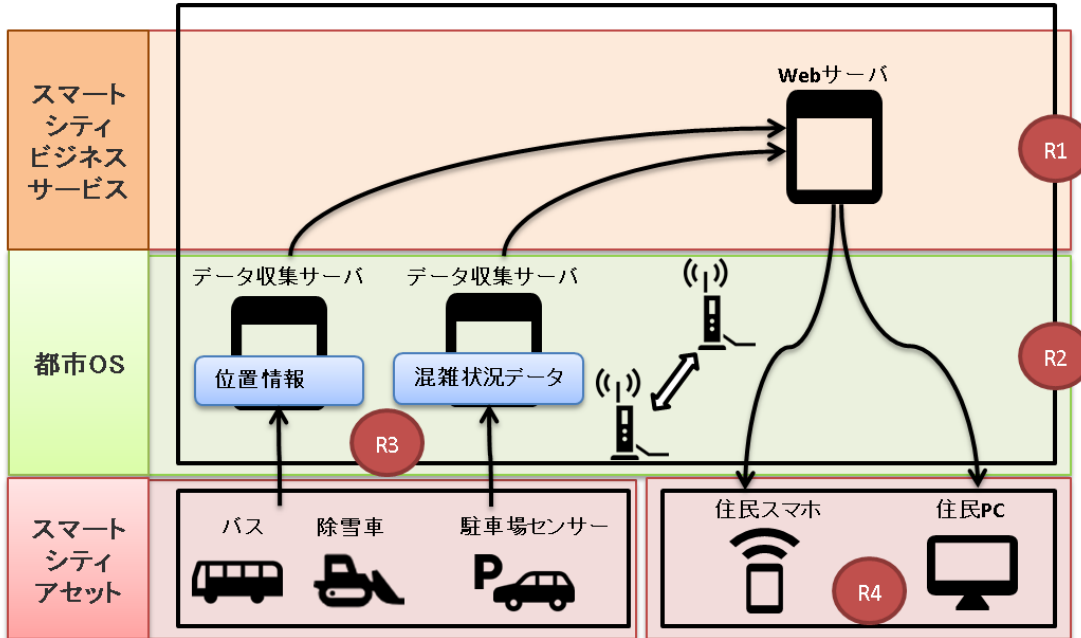 スマート
シティ
ビジネス
サービス
Webサーバ
R1
都市OS
データ収集サーバ
データ収集サーバ
位置情報
混雑状況データ
R2
R3
スマート
シティ
アセット
バス
除雪車
駐車場センサー
P
住民スマホ
住民PC
R4